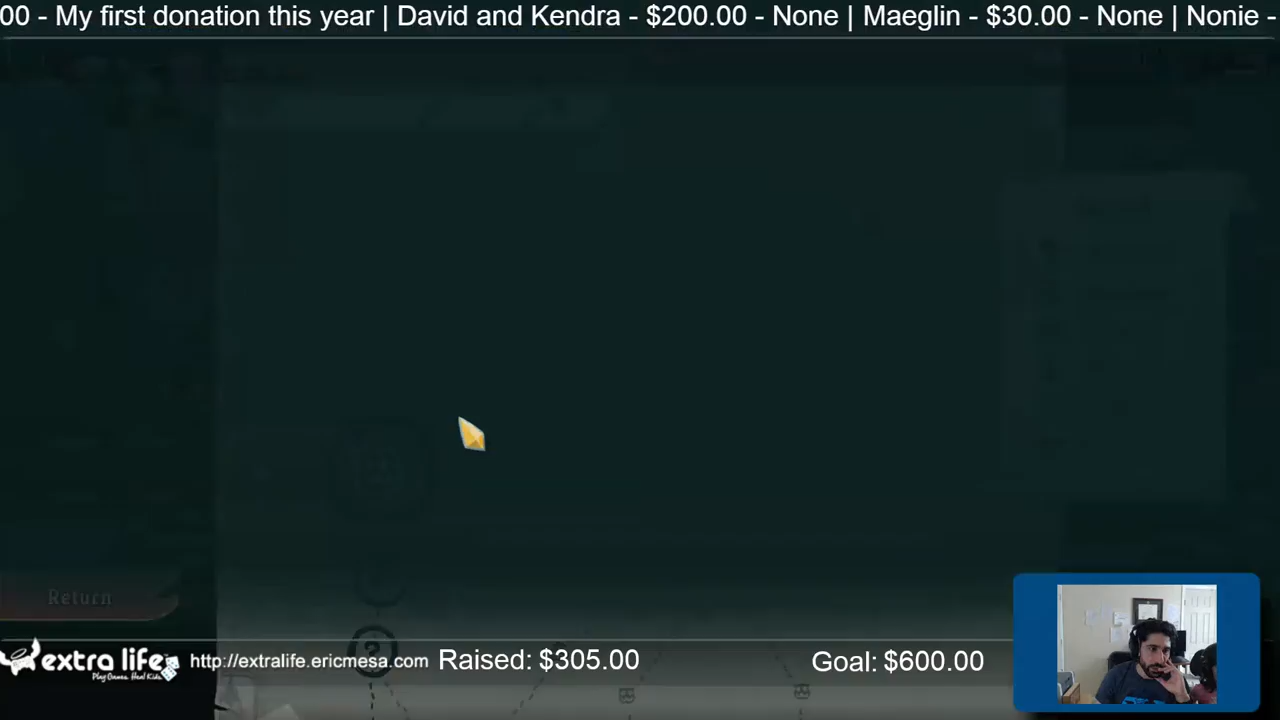 00 - My first donation this year | David and Kendra - $200.00 - None | Maeglin - $30.00 - None | Nonie -
Return
extra life
Play Games. Heal Kids.
http://extralife.ericmesa.com
Raised: $305.00
Goal: $600.00
?